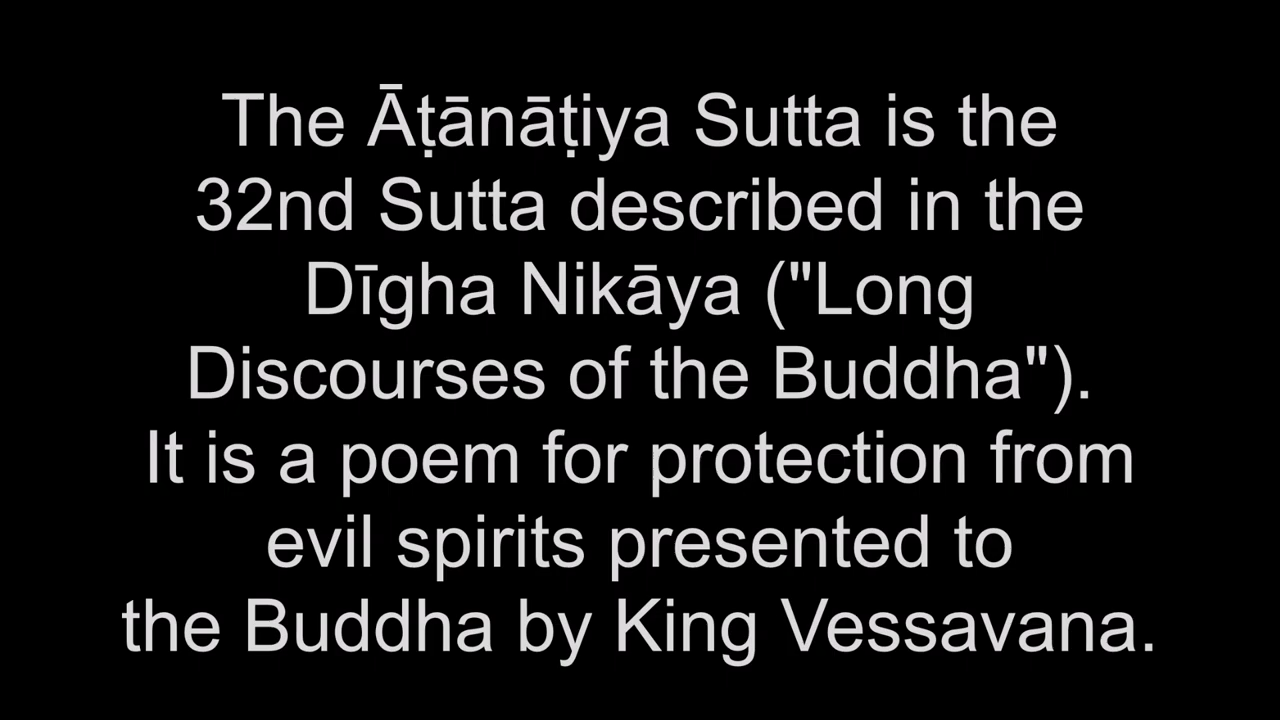 The Āṭānāṭiya Sutta is the
32nd Sutta described in the
Dīgha Nikāya ("Long
Discourses of the Buddha").
It is a poem for protection from
evil spirits presented to
the Buddha by King Vessavana.